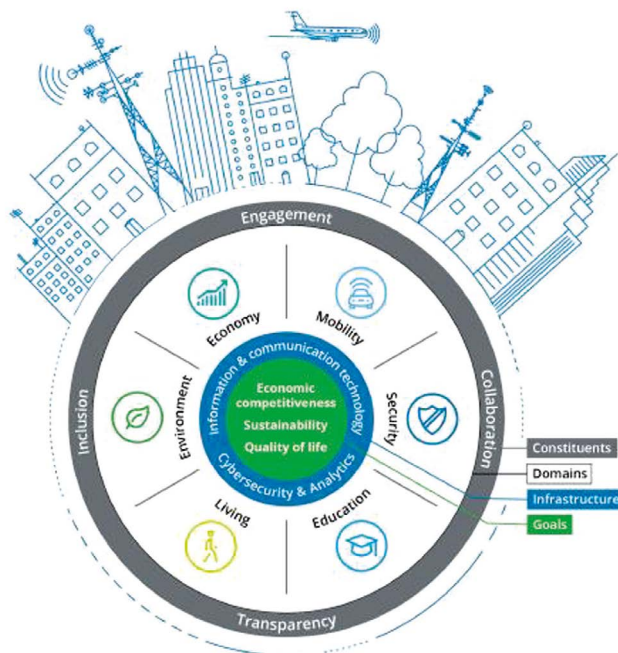 Engagement
Economy
Mobility
Inclusion
Environment
Information & communication technology
Economic
competitiveness
Sustainability
Quality of life
Cybersecurity & Analytics
Security
Collaboration
Living
Education
Transparency
Constituents
Domains
Infrastructure
Goals